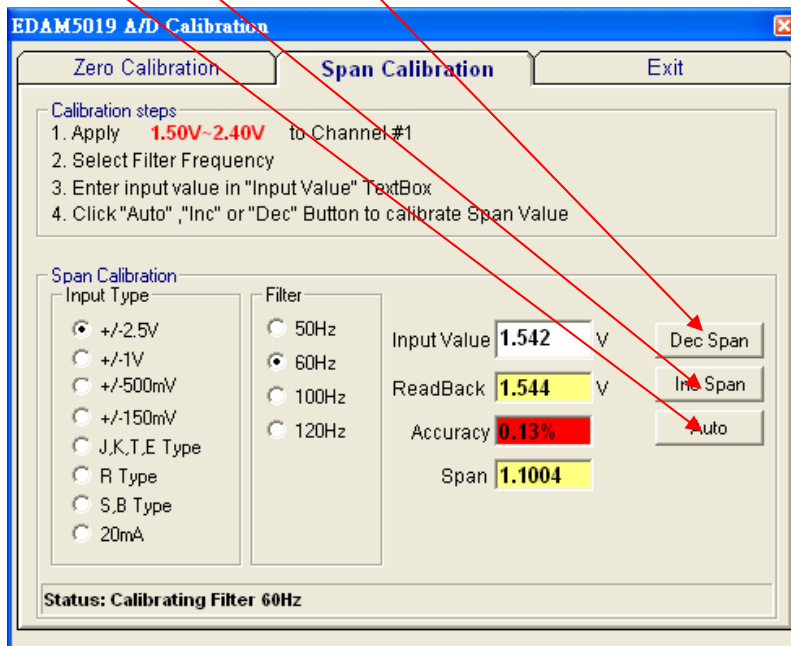 EDAM5019 A/D Calibration
Zero Calibration
Span Calibration
Exit
Calibration steps
1. Apply 1.50V~2.40V to Channel #1
2. Select Filter Frequency
3. Enter input value in "Input Value" TextBox
4. Click "Auto" ,"Inc" or "Dec" Button to calibrate Span Value
Span Calibration
Input Type
+/-2.5V
+/-1V
+/-500mV
+/-150mV
J,K,T,E Type
R Type
S,B Type
20mA
Filter
50Hz
60Hz
100Hz
120Hz
Input Value 1.542 V
ReadBack 1.544 V
Accuracy 0.13%
Span 1.1004
Dec Span
Inc Span
Auto
Status: Calibrating Filter 60Hz